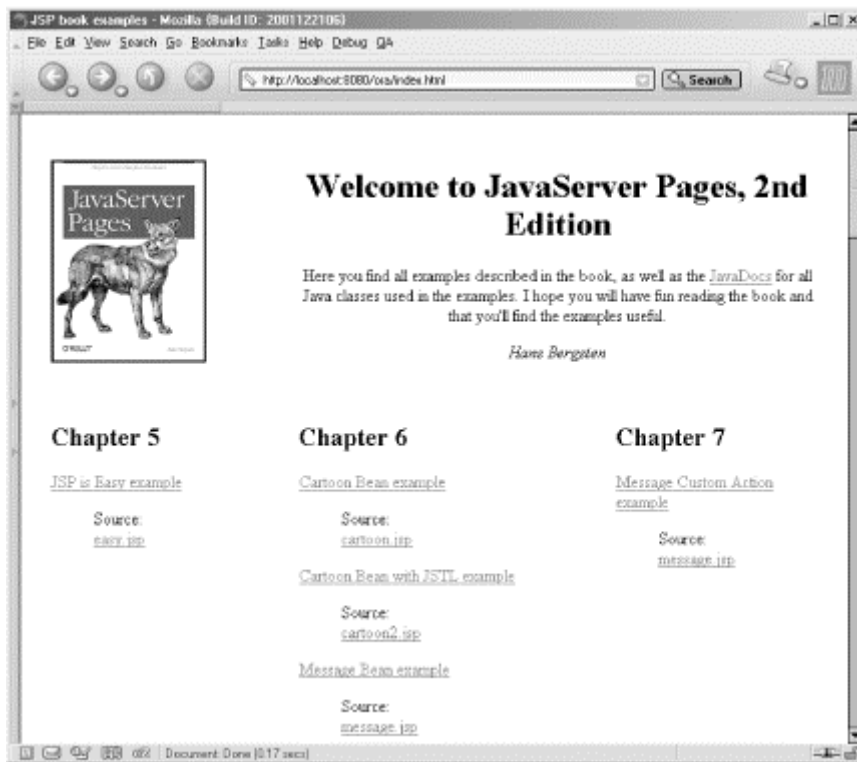 JSP book examples - Mozilla {Build ID: 2001122106}
File Edit View Search Go Bookmarks Tasks Help Debug QA
http://localhost:8080/ora/index.html
Search
JavaServer
Pages
O'REILLY
Welcome to JavaServer Pages, 2nd
Edition
Here you find all examples described in the book, as well as the JavaDocs for all
Java classes used in the examples. I hope you will have fun reading the book and
that you'll find the examples useful.
Hans Bergsten
Chapter 5
JSP is Easy example
Source:
easy.jsp
Chapter 6
Cartoon Bean example
Source:
cartoon.jsp
Cartoon Bean with JSTL example
Source:
cartoon2.jsp
Message Bean example
Source:
message.jsp
Chapter 7
Message Custom Action
example
Source:
message.jsp
Document: Done (0.17 secs)